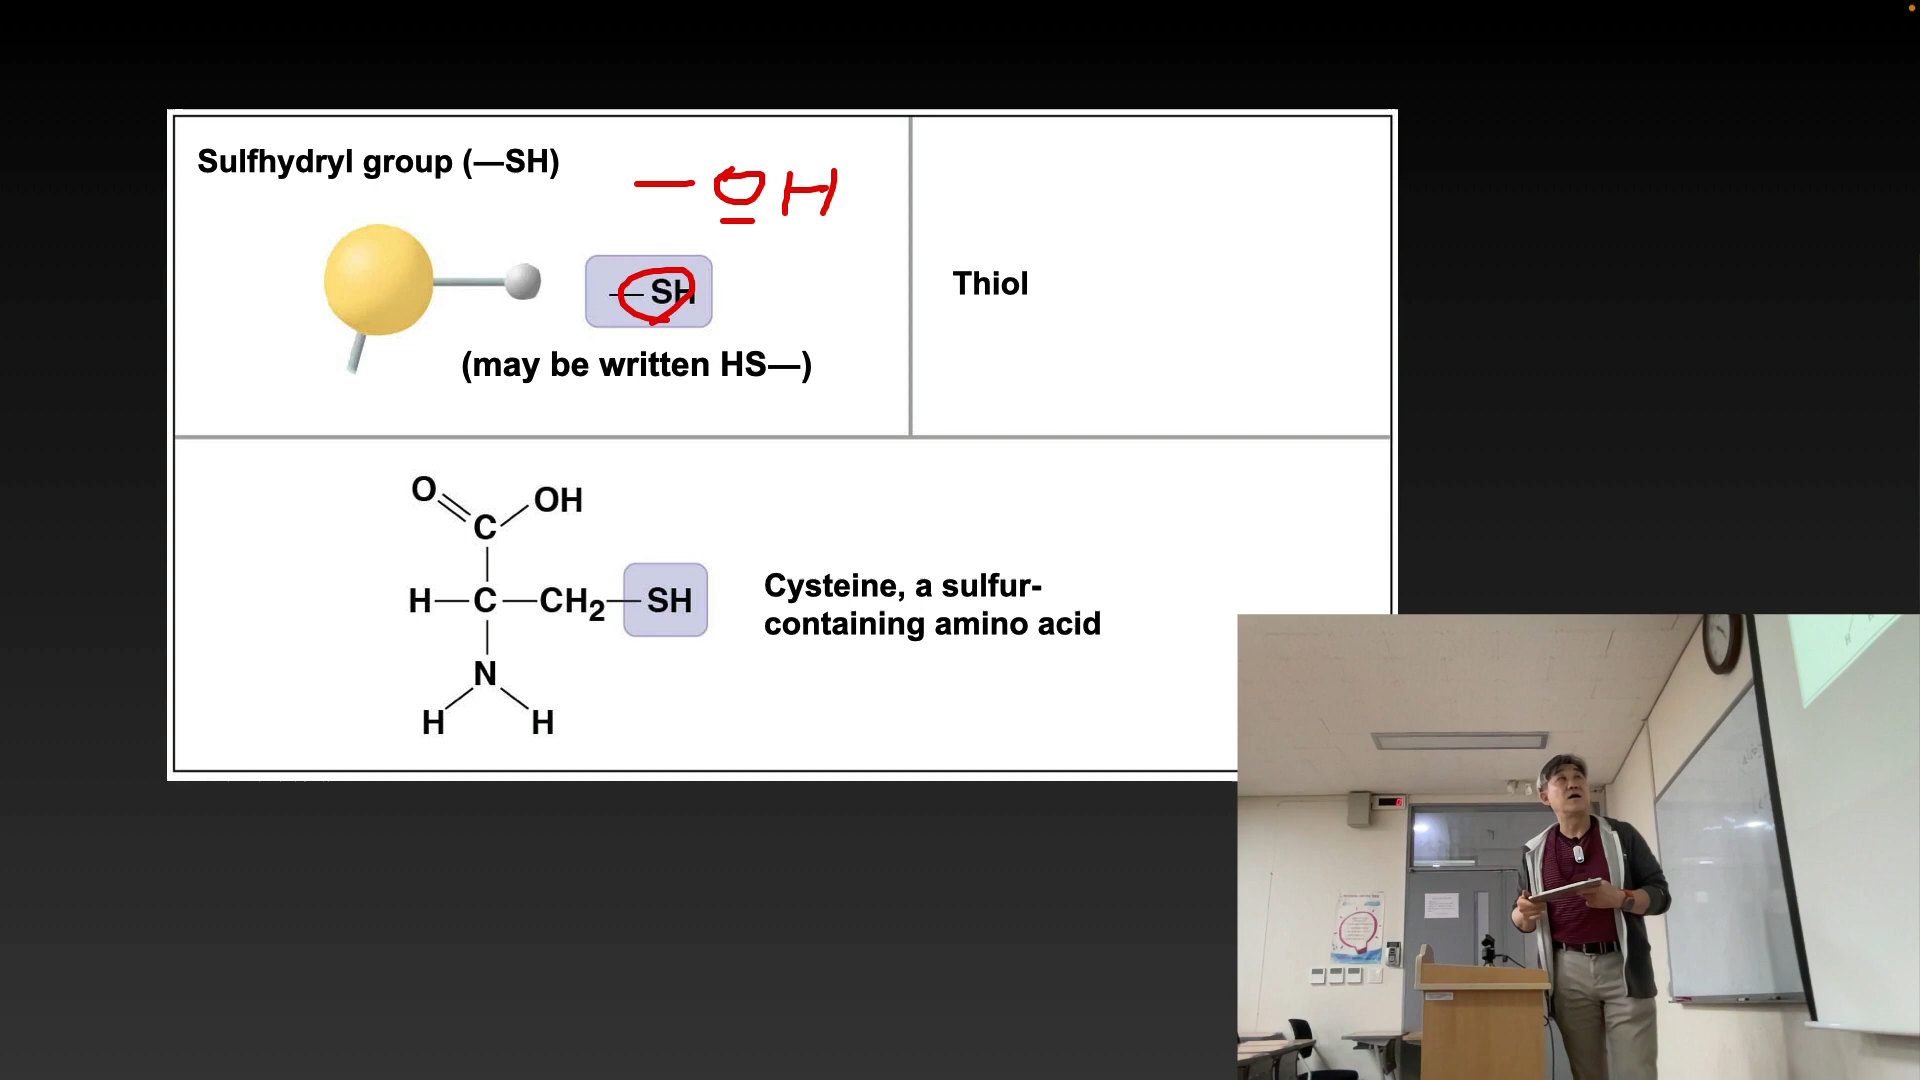 Sulfhydryl group (—SH)
— OH
—SH
(may be written HS—)
Thiol
O
OH
C
H—C—CH₂—SH
N
H H
Cysteine, a sulfur-
containing amino acid